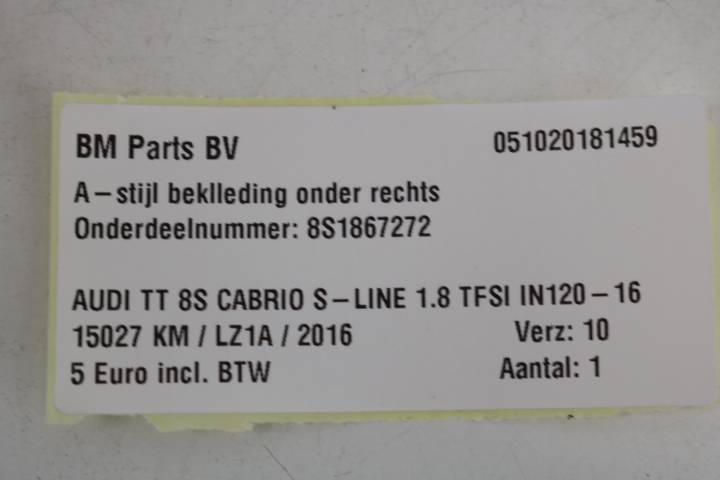 BM Parts BV 051020181459
A-stijl beklleding onder rechts
Onderdeelnummer: 8S1867272
AUDI TT 8S CABRIO S-LINE 1.8 TFSI IN120-16
15027 KM / LZ1A / 2016 Verz: 10
5 Euro incl. BTW Aantal: 1